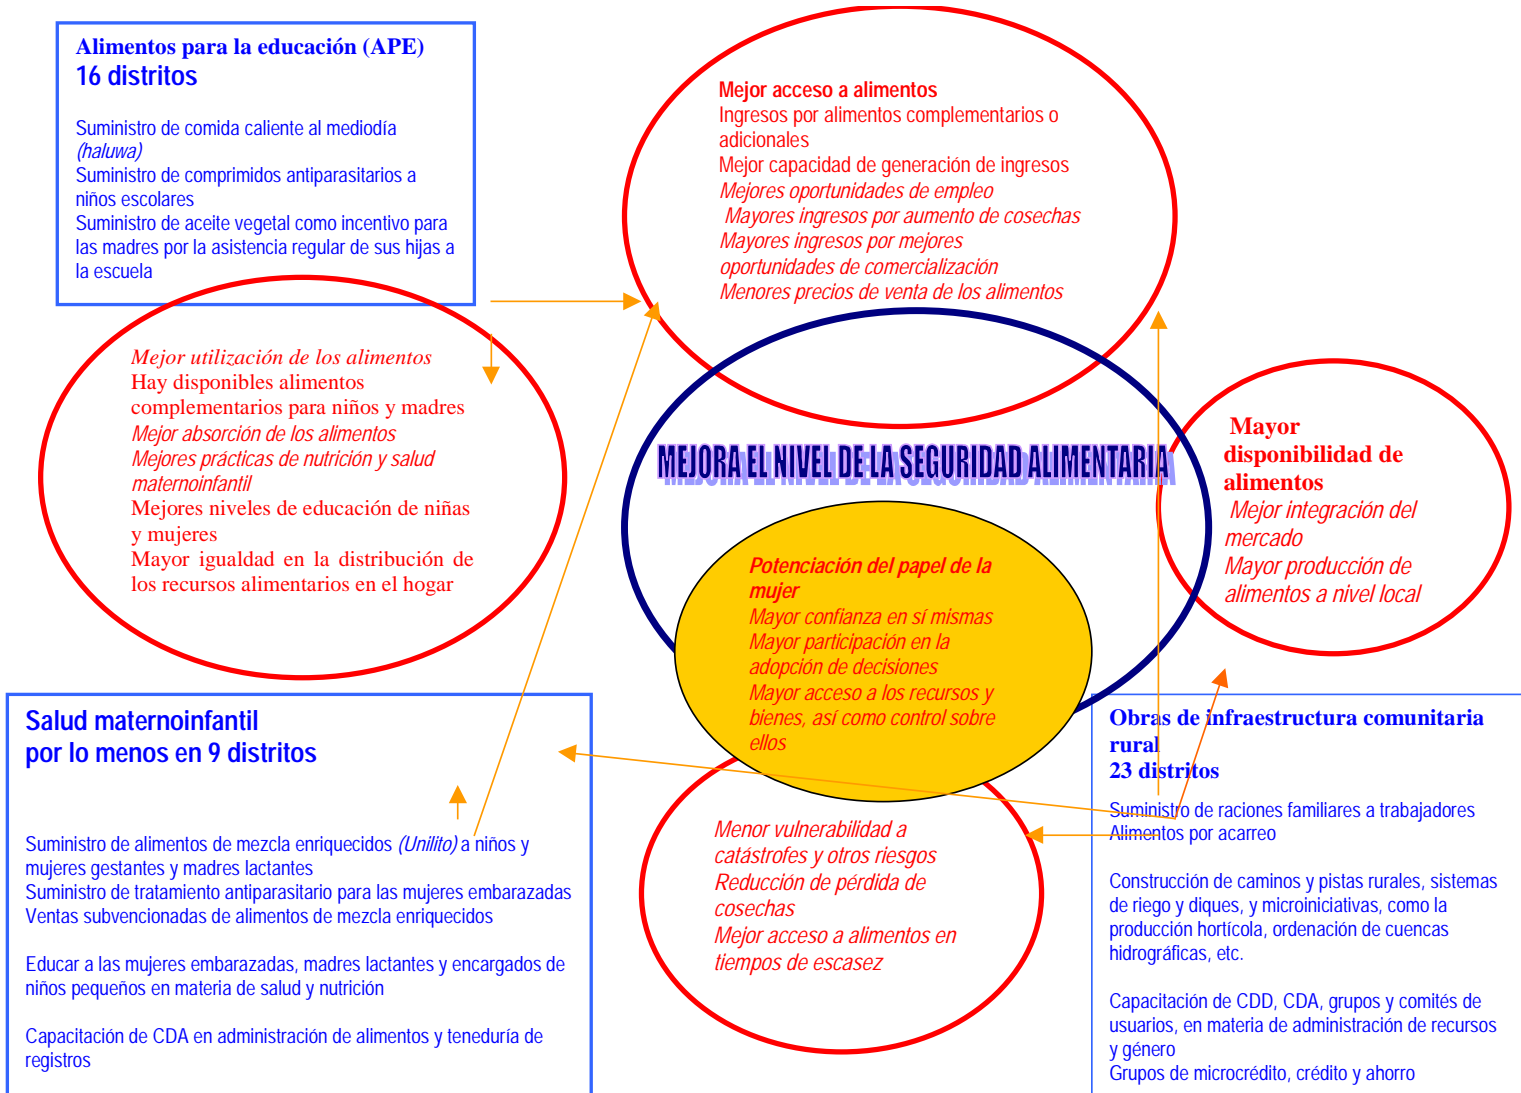 Alimentos para la educación (APE)
16 distritos
Suministro de comida caliente al mediodía
(haluwa)
Suministro de comprimidos antiparasitarios a
niños escolares
Suministro de aceite vegetal como incentivo para
las madres por la asistencia regular de sus hijas a
la escuela
Mejor acceso a alimentos
Ingresos por alimentos complementarios o
adicionales
Mejor capacidad de generación de ingresos
Mejores oportunidades de empleo
Mayores ingresos por aumento de cosechas
Mayores ingresos por mejores
oportunidades de comercialización
Menores precios de venta de los alimentos
Mejor utilización de los alimentos
Hay disponibles alimentos
complementarios para niños y madres
Mejor absorción de los alimentos
Mejores prácticas de nutrición y salud
maternoinfantil
Mejores niveles de educación de niñas
y mujeres
Mayor igualdad en la distribución de
los recursos alimentarios en el hogar
MEJORA EL NIVEL DE LA SEGURIDAD ALIMENTARIA
Mayor
disponibilidad de
alimentos
Mejor integración del
mercado
Mayor producción de
alimentos a nivel local
Potenciación del papel de la
mujer
Mayor confianza en sí mismas
Mayor participación en la
adopción de decisiones
Mayor acceso a los recursos y
bienes, así como control sobre
ellos
Salud maternoinfantil
por lo menos en 9 distritos
Suministro de alimentos de mezcla enriquecidos (Unilito) a niños y
mujeres gestantes y madres lactantes
Suministro de tratamiento antiparasitario para las mujeres embarazadas
Ventas subvencionadas de alimentos de mezcla enriquecidos
Educar a las mujeres embarazadas, madres lactantes y encargados de
niños pequeños en materia de salud y nutrición
Capacitación de CDA en administración de alimentos y teneduría de
registros
Menor vulnerabilidad a
catástrofes y otros riesgos
Reducción de pérdida de
cosechas
Mejor acceso a alimentos en
tiempos de escasez
Obras de infraestructura comunitaria
rural
23 distritos
Suministro de raciones familiares a trabajadores
Alimentos por acarreo
Construcción de caminos y pistas rurales, sistemas
de riego y diques, y microiniciativas, como la
producción hortícola, ordenación de cuencas
hidrográficas, etc.
Capacitación de CDD, CDA, grupos y comités de
usuarios, en materia de administración de recursos
y género
Grupos de microcrédito, crédito y ahorro